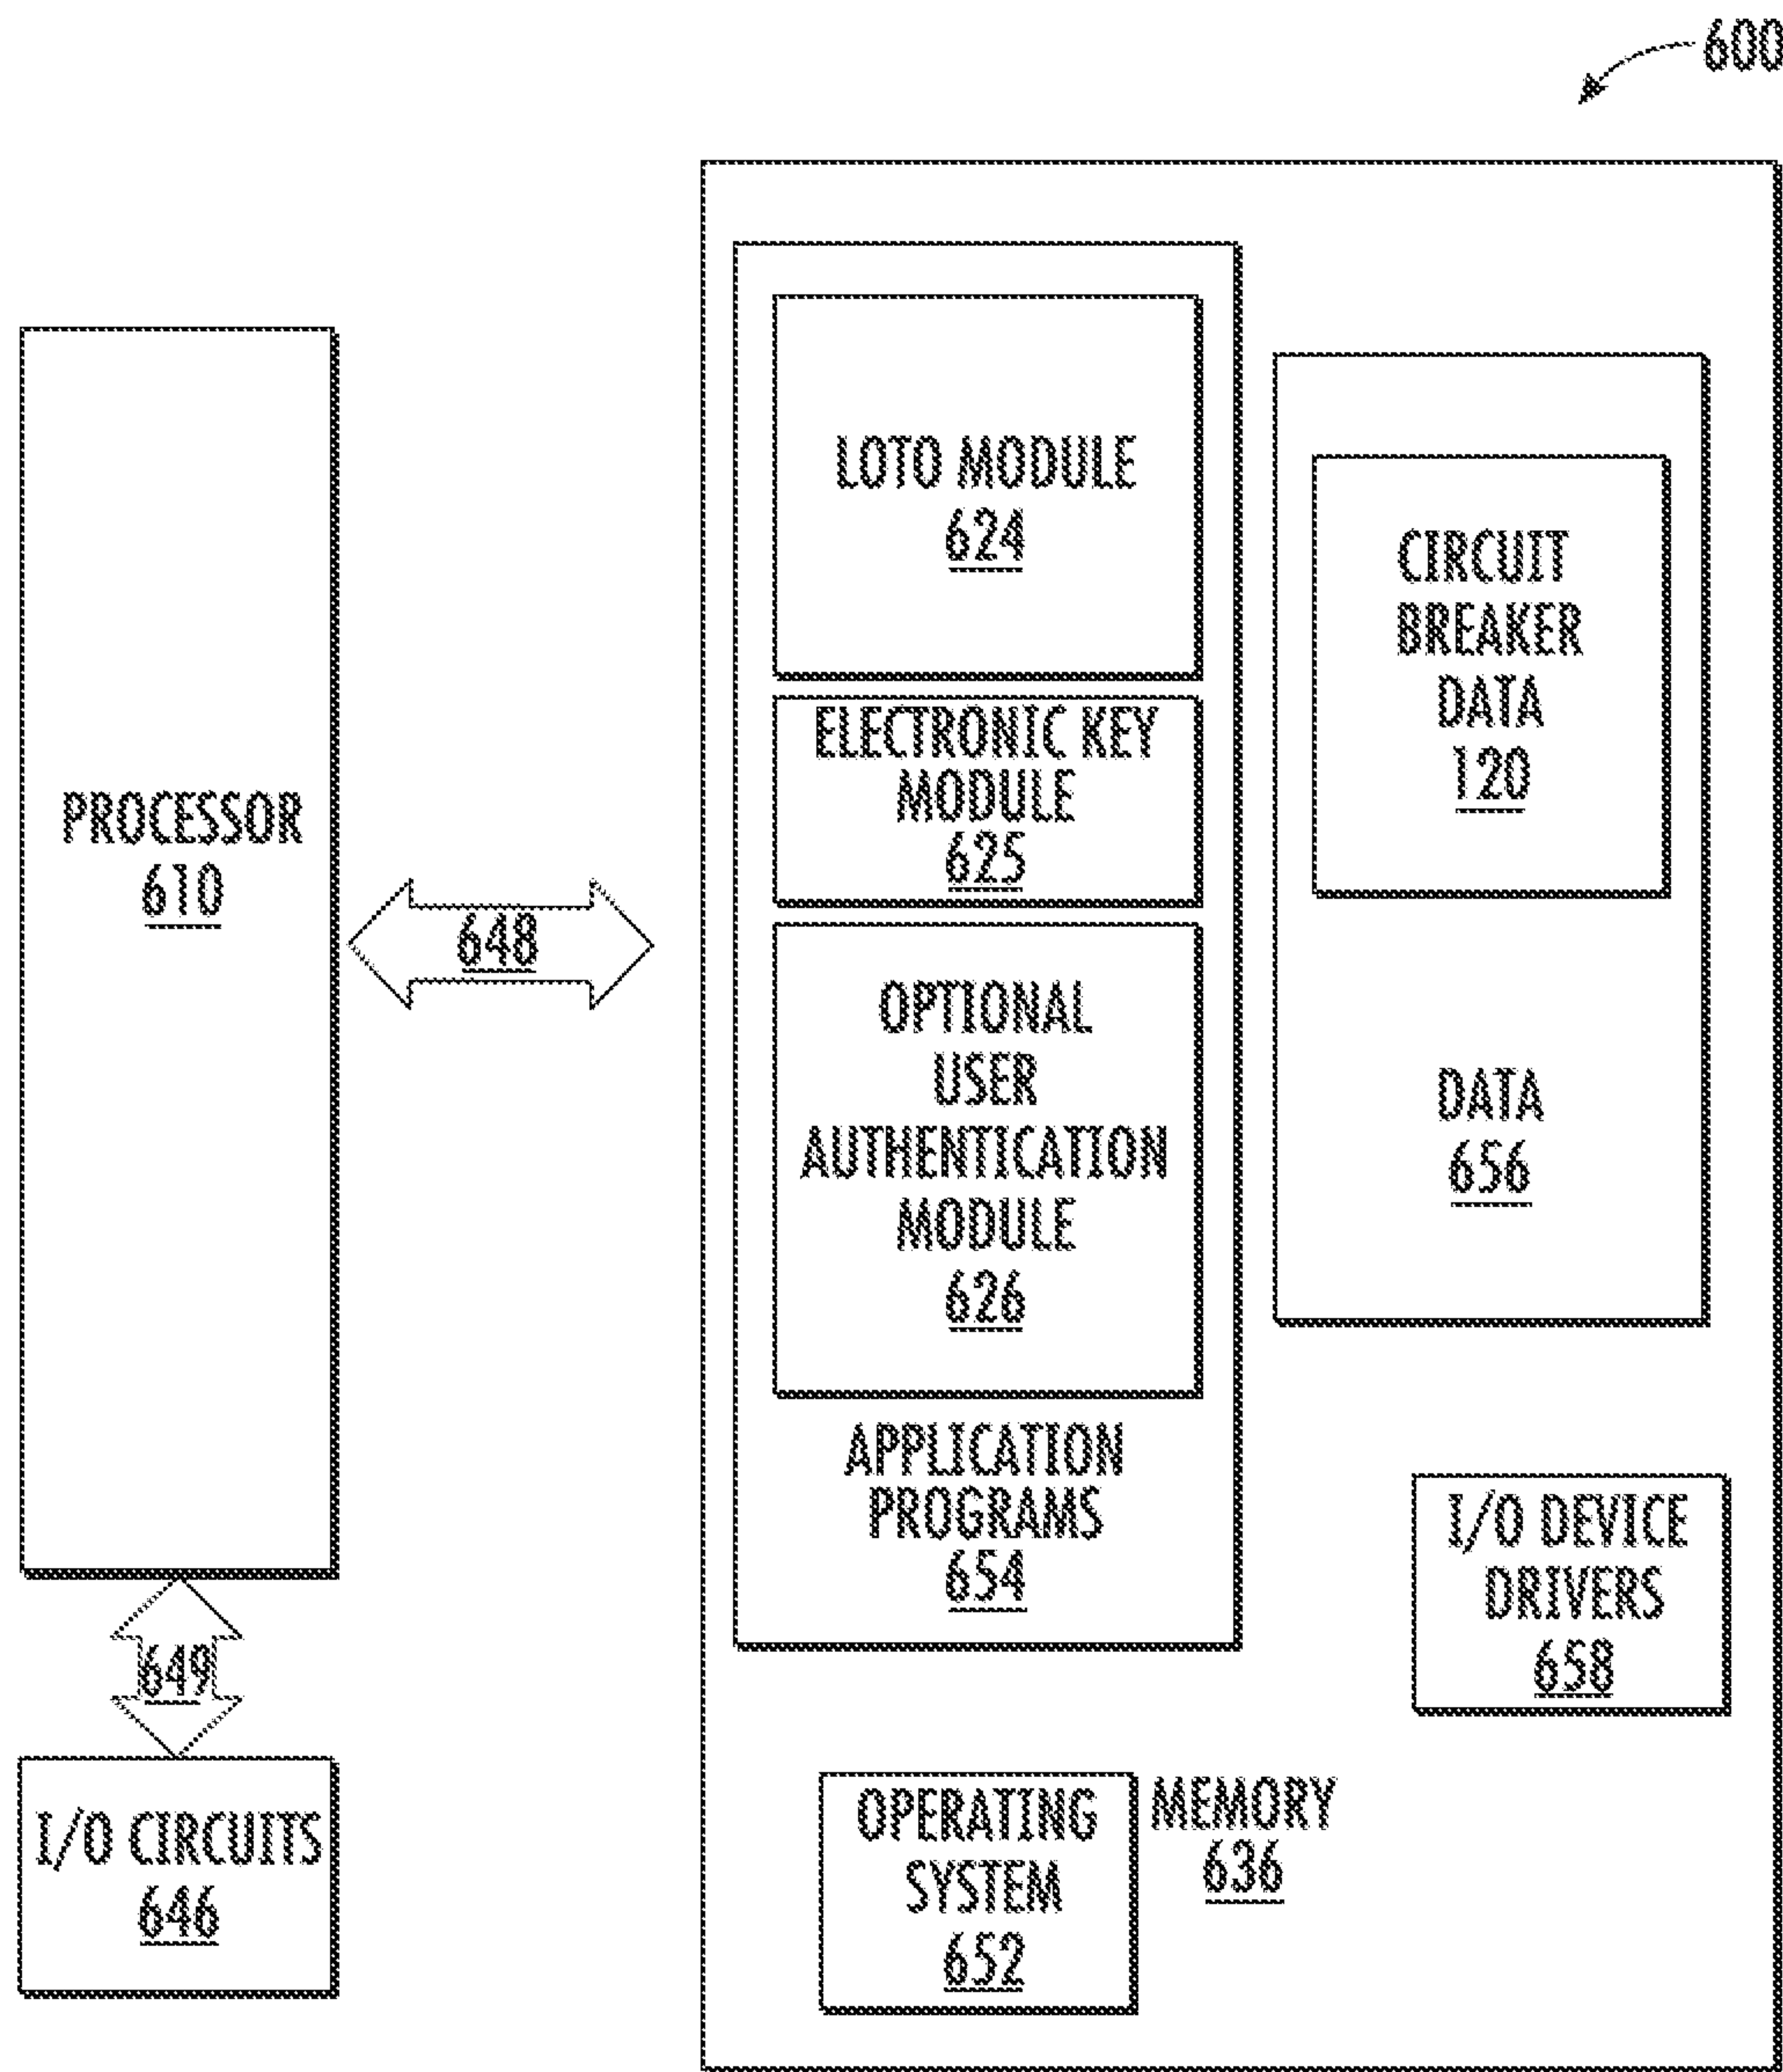 600
PROCESSOR
610
648
649
I/O CIRCUITS
646
LOTO MODULE
624
ELECTRONIC KEY
MODULE
625
OPTIONAL
USER
AUTHENTICATION
MODULE
626
APPLICATION
PROGRAMS
654
CIRCUIT
BREAKER
DATA
120
DATA
656
I/O DEVICE
DRIVERS
658
OPERATING
SYSTEM
652
MEMORY
636